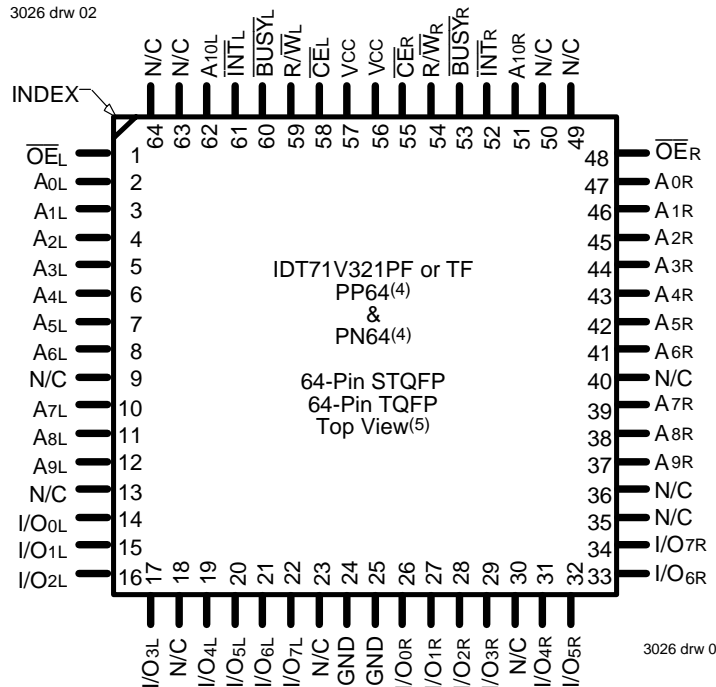 3026 drw 02
INDEX
N/C
N/C
A10L
INTL
BUSYL
R/WL
CEL
VCC
VCC
CER
R/WR
BUSYR
INTR
A10R
N/C
N/C
64
63
62
61
60
59
58
57
56
55
54
53
52
51
50
49
OEL 1
A0L 2
A1L 3
A2L 4
A3L 5
A4L 6
A5L 7
A6L 8
N/C 9
A7L 10
A8L 11
A9L 12
N/C 13
I/O0L 14
I/O1L 15
I/O2L 16
IDT71V321PF or TF
PP64(4)
&
PN64(4)
64-Pin STQFP
64-Pin TQFP
Top View(5)
48 OER
47 A0R
46 A1R
45 A2R
44 A3R
43 A4R
42 A5R
41 A6R
40 N/C
39 A7R
38 A8R
37 A9R
36 N/C
35 N/C
34 I/O7R
33 I/O6R
17
18
19
20
21
22
23
24
25
26
27
28
29
30
31
32
I/O3L
N/C
I/O4L
I/O5L
I/O6L
I/O7L
N/C
GND
GND
I/O0R
I/O1R
I/O2R
I/O3R
N/C
I/O4R
I/O5R
3026 drw 0